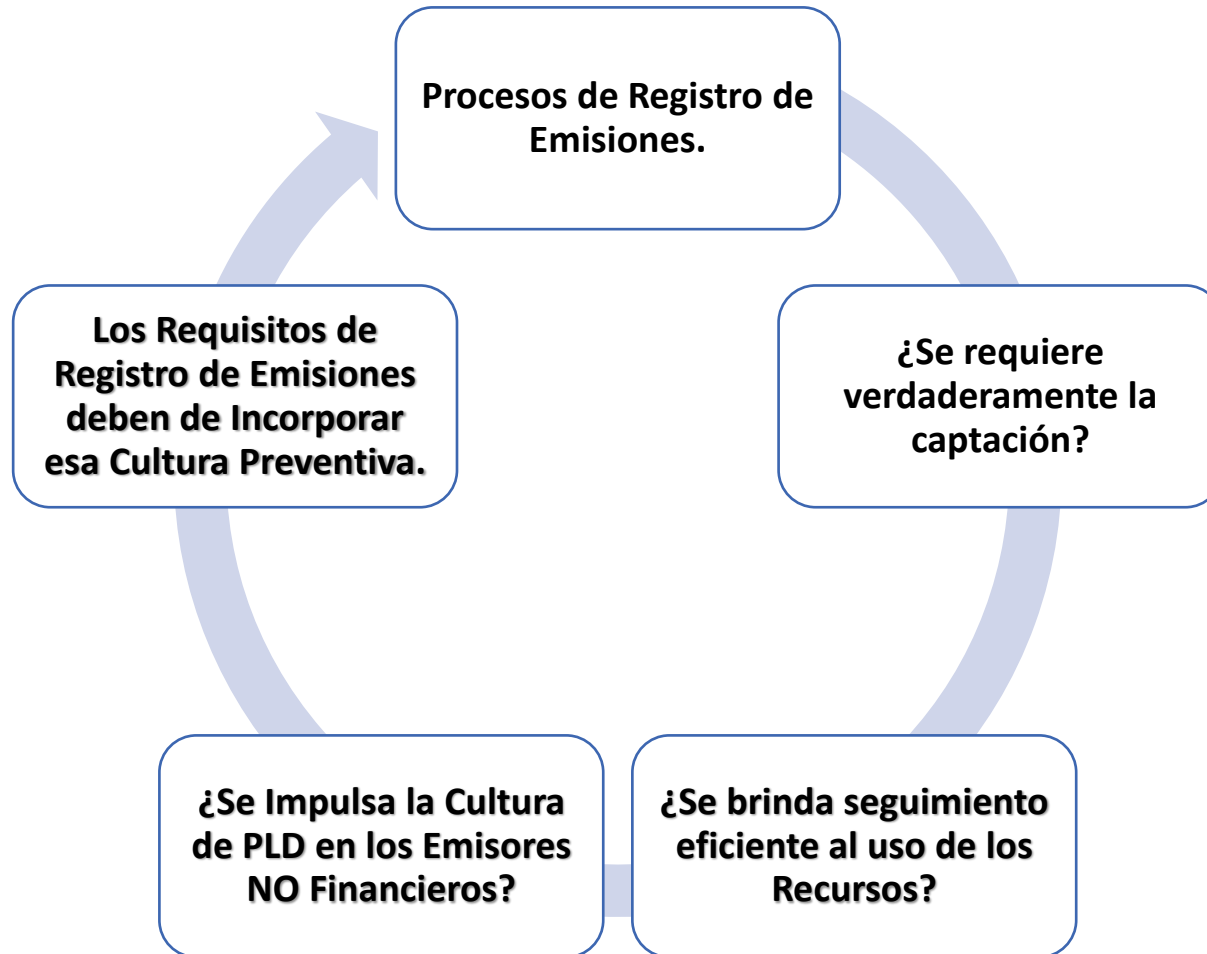 Procesos de Registro de
Emisiones.
¿Se requiere
verdaderamente la
captación?
¿Se brinda seguimiento
eficiente al uso de los
Recursos?
¿Se Impulsa la Cultura
de PLD en los Emisores
NO Financieros?
Los Requisitos de
Registro de Emisiones
deben de Incorporar
esa Cultura Preventiva.